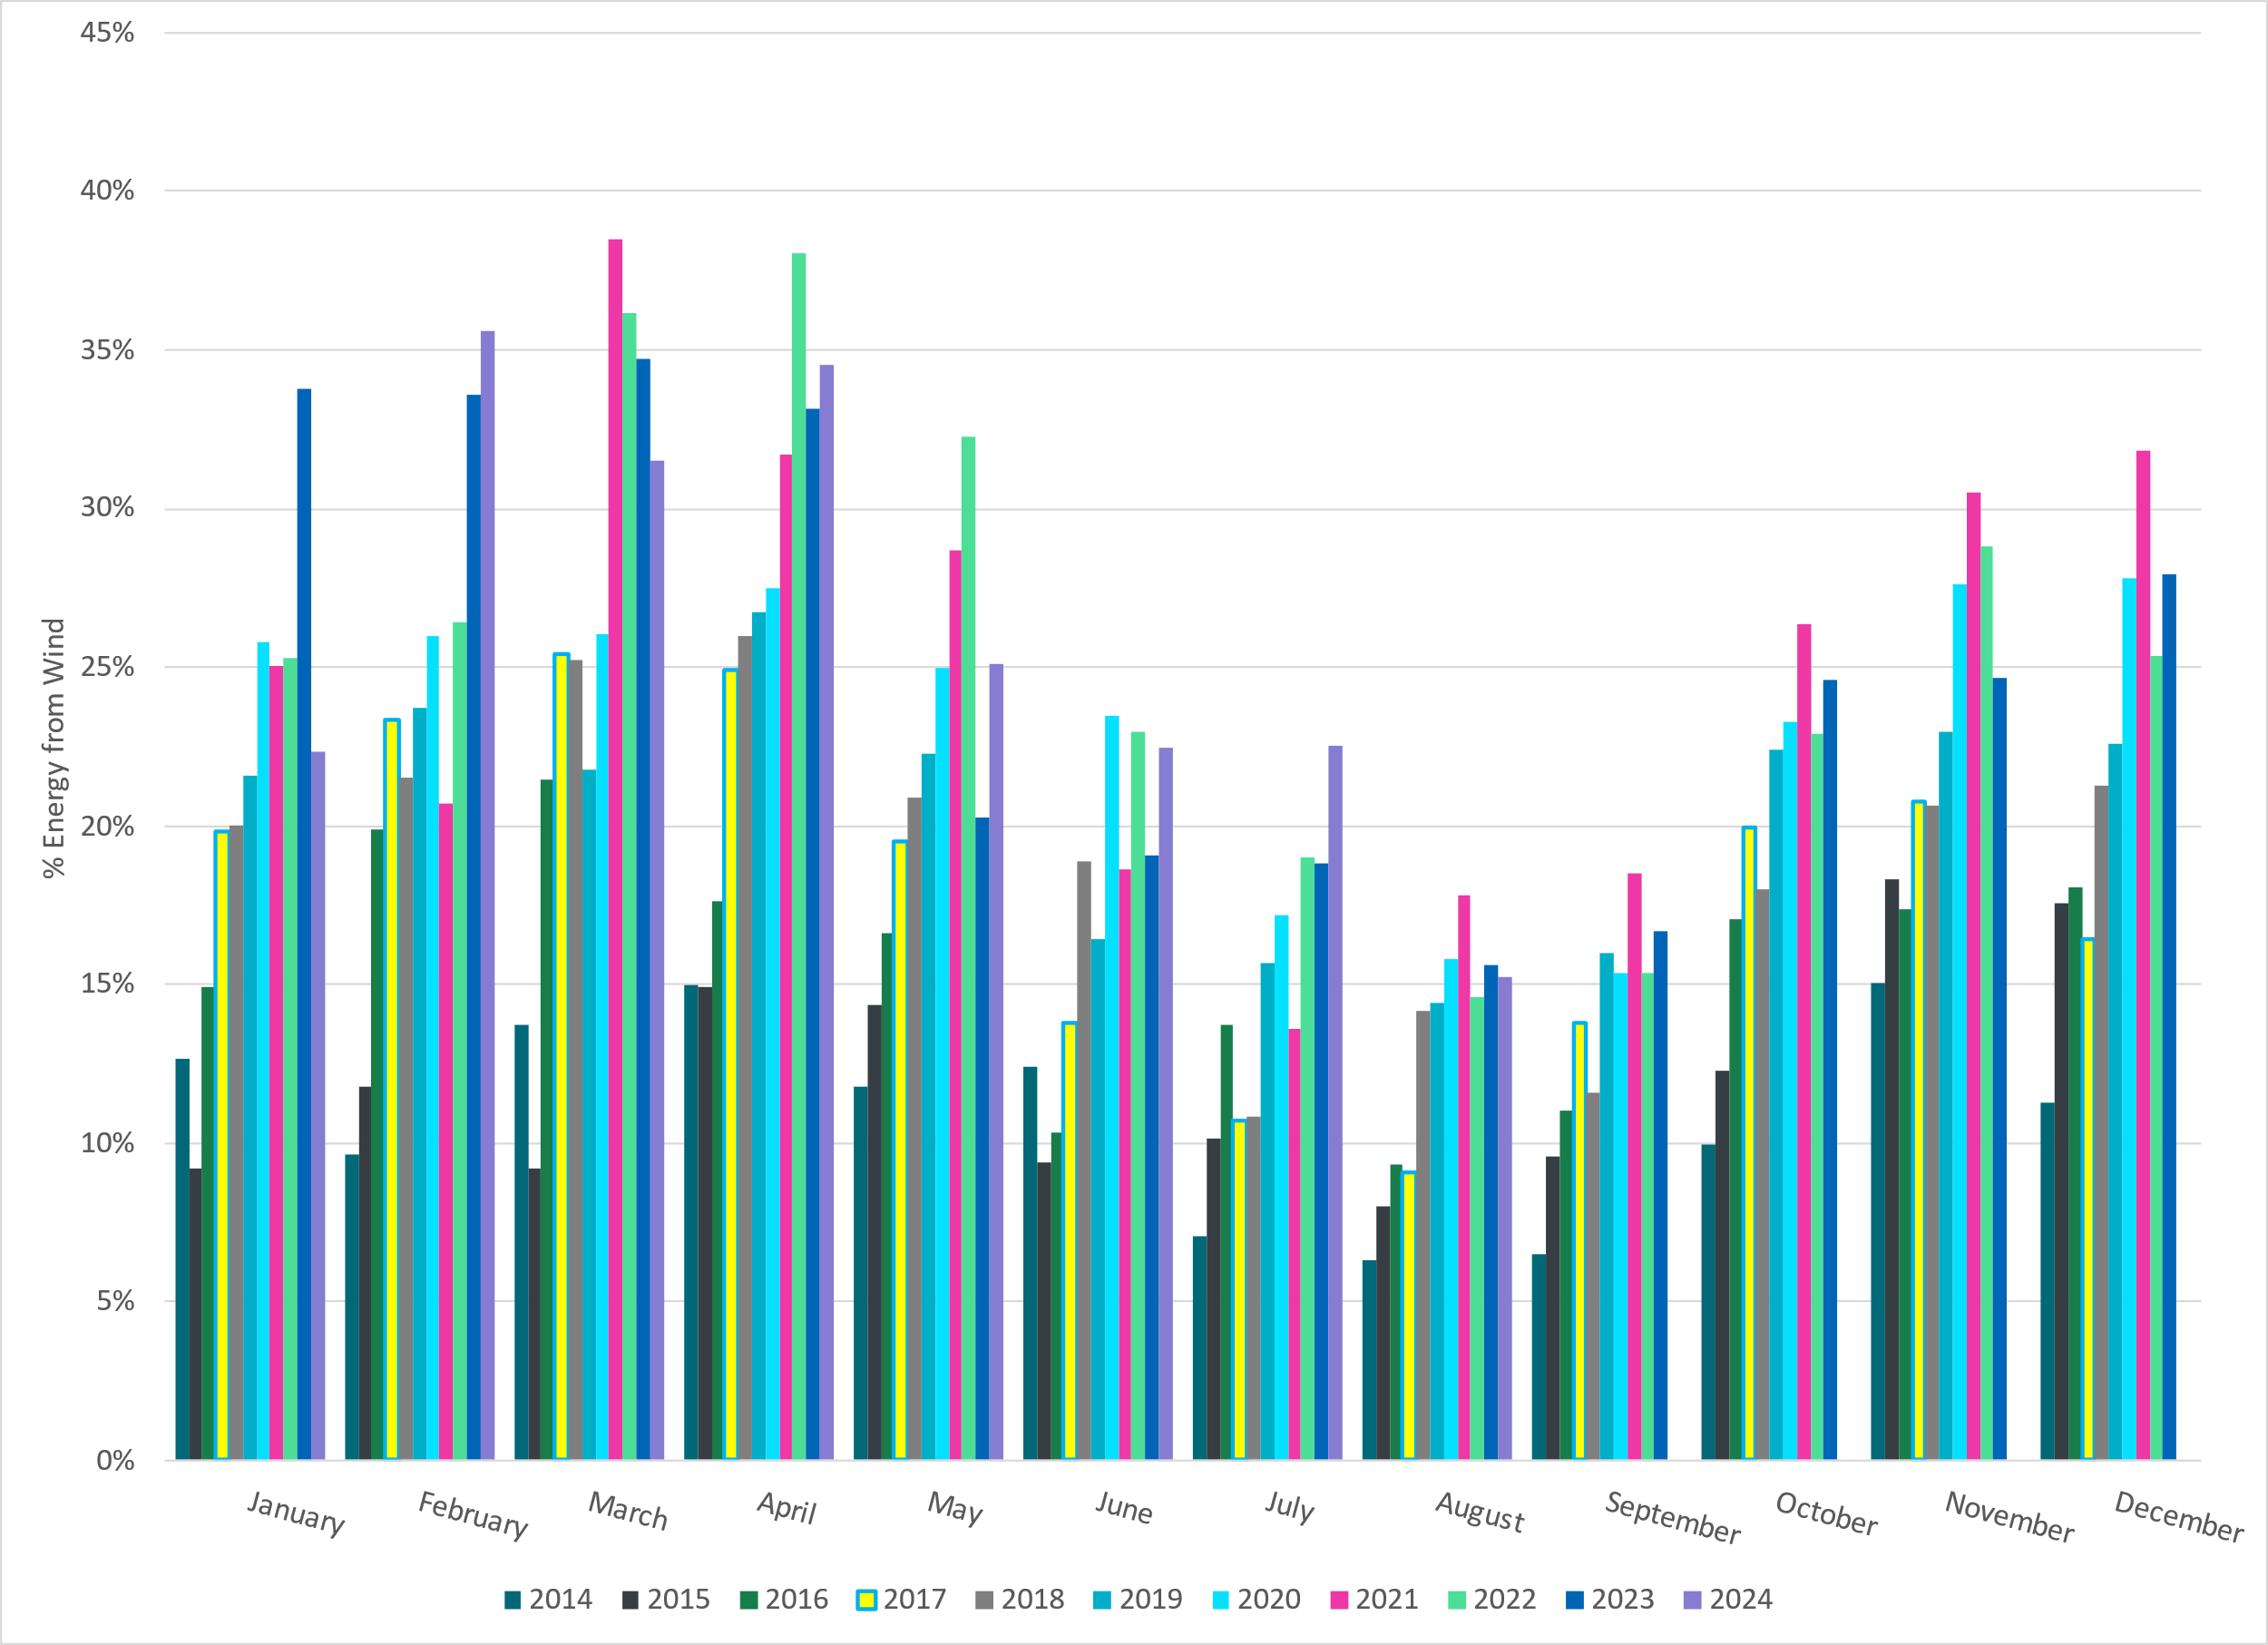 45%
40%
35%
30%
25%
20%
15%
10%
5%
0%
% Energy from Wind
January
February
March
April
May
June
July
August
September
October
November
December
2014 2015 2016 2017 2018 2019 2020 2021 2022 2023 2024